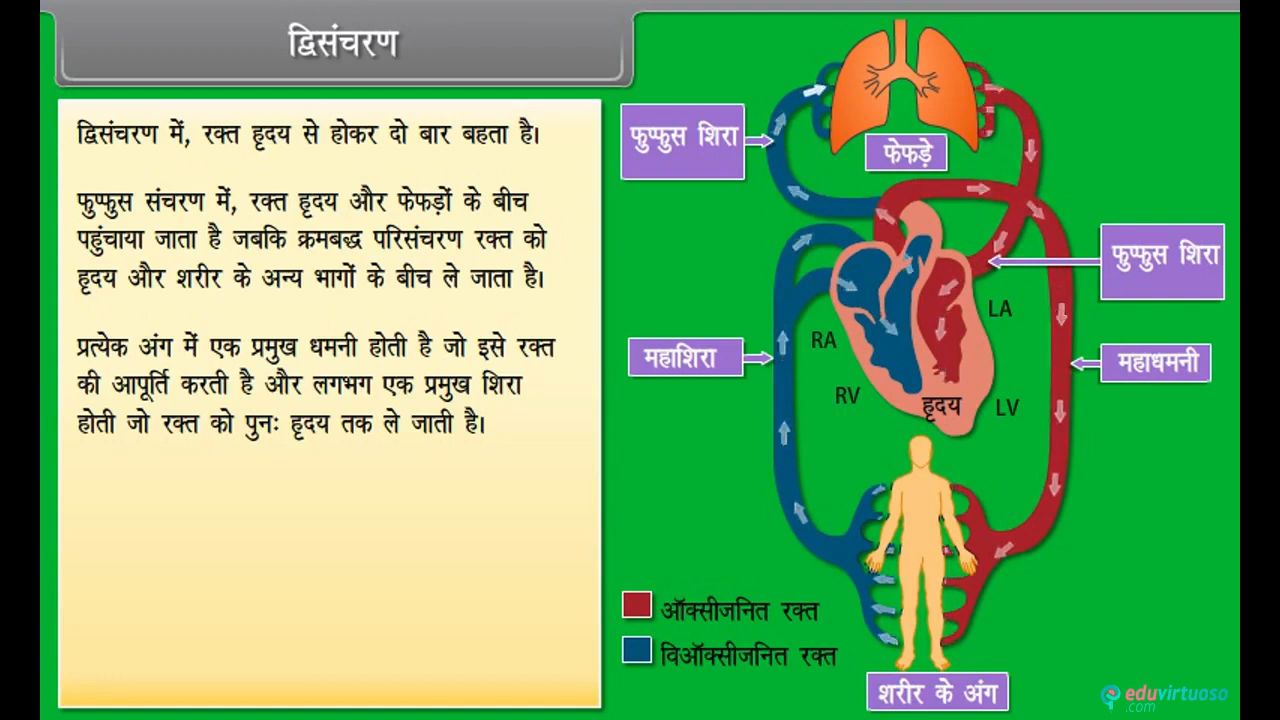 द्विसंचरण
द्विसंचरण में, रक्त हृदय से होकर दो बार बहता है।
फुप्फुस संचरण में, रक्त हृदय और फेफड़ों के बीच
पहुंचाया जाता है जबकि क्रमबद्ध परिसंचरण रक्त को
हृदय और शरीर के अन्य भागों के बीच ले जाता है।
प्रत्येक अंग में एक प्रमुख धमनी होती है जो इसे रक्त
की आपूर्ति करती है और लगभग एक प्रमुख शिरा
होती जो रक्त को पुनः हृदय तक ले जाती है।
फुप्फुस शिरा
फेफड़े
फुप्फुस शिरा
LA
RA
महाशिरा
महाधमनी
RV
हृदय
LV
ऑक्सीजनित रक्त
विऑक्सीजनित रक्त
शरीर के अंग
eduvirtuoso
.com